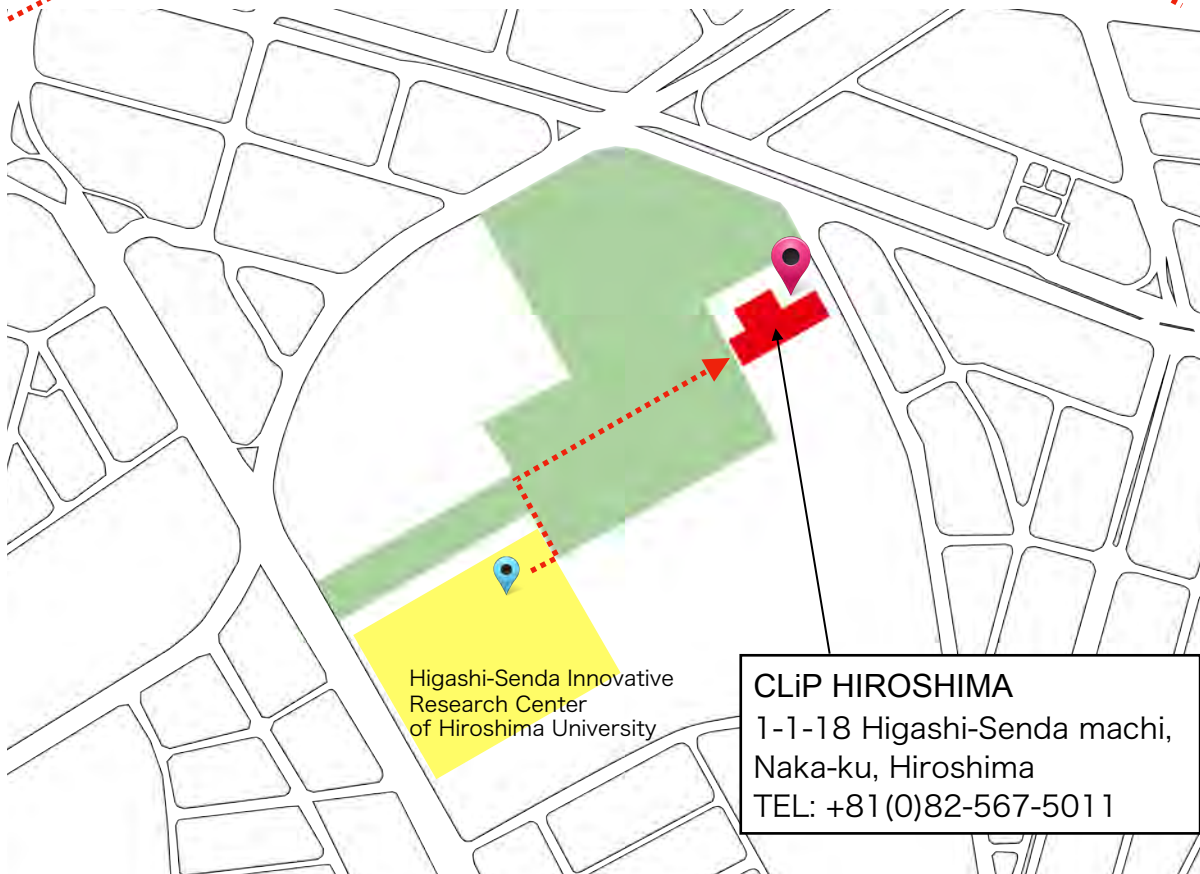 Higashi-Senda Innovative
Research Center
of Hiroshima University
CLiP HIROSHIMA
1-1-18 Higashi-Senda machi,
Naka-ku, Hiroshima
TEL: +81(0)82-567-5011